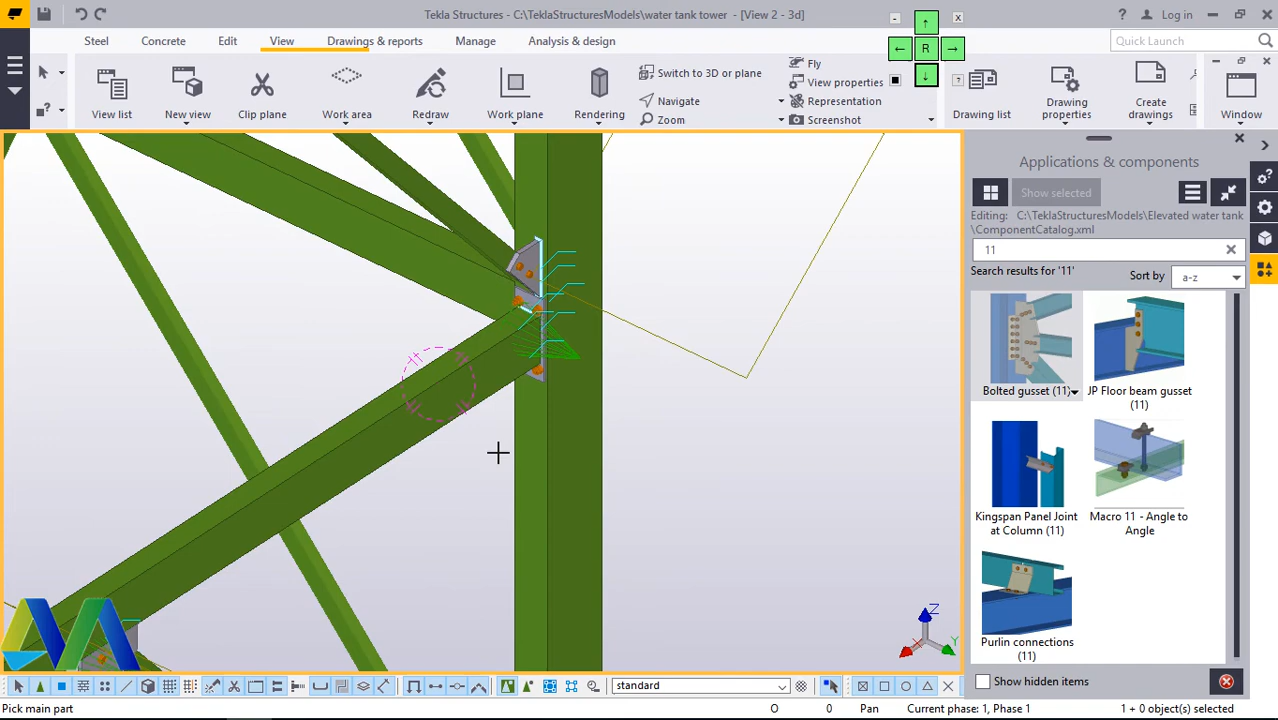 Tekla Structures - C:\TeklaStructuresModels\water tank tower - [View 2 - 3d]
- ↑ x
? Log in
Steel Concrete Edit View Drawings & reports Manage Analysis & design
← R →
Quick Launch
View list
New view
Clip plane
Work area
Redraw
Work plane
Rendering
Switch to 3D or plane
Navigate
Zoom
Fly
View properties
Representation
Screenshot
↓
?
Drawing list
Drawing
properties
Create
drawings
Window
Applications & components
Show selected
Editing: C:\TeklaStructuresModels\Elevated water tank
\ComponentCatalog.xml
11
Search results for '11'
Sort by
a-z
Bolted gusset (11)
JP Floor beam gusset
(11)
Kingspan Panel Joint
at Column (11)
Macro 11 - Angle to
Angle
Purlin connections
(11)
Show hidden items
Z
X
Y
standard
Pick main part
O
0
Pan
Current phase: 1, Phase 1
1 + 0 object(s) selected